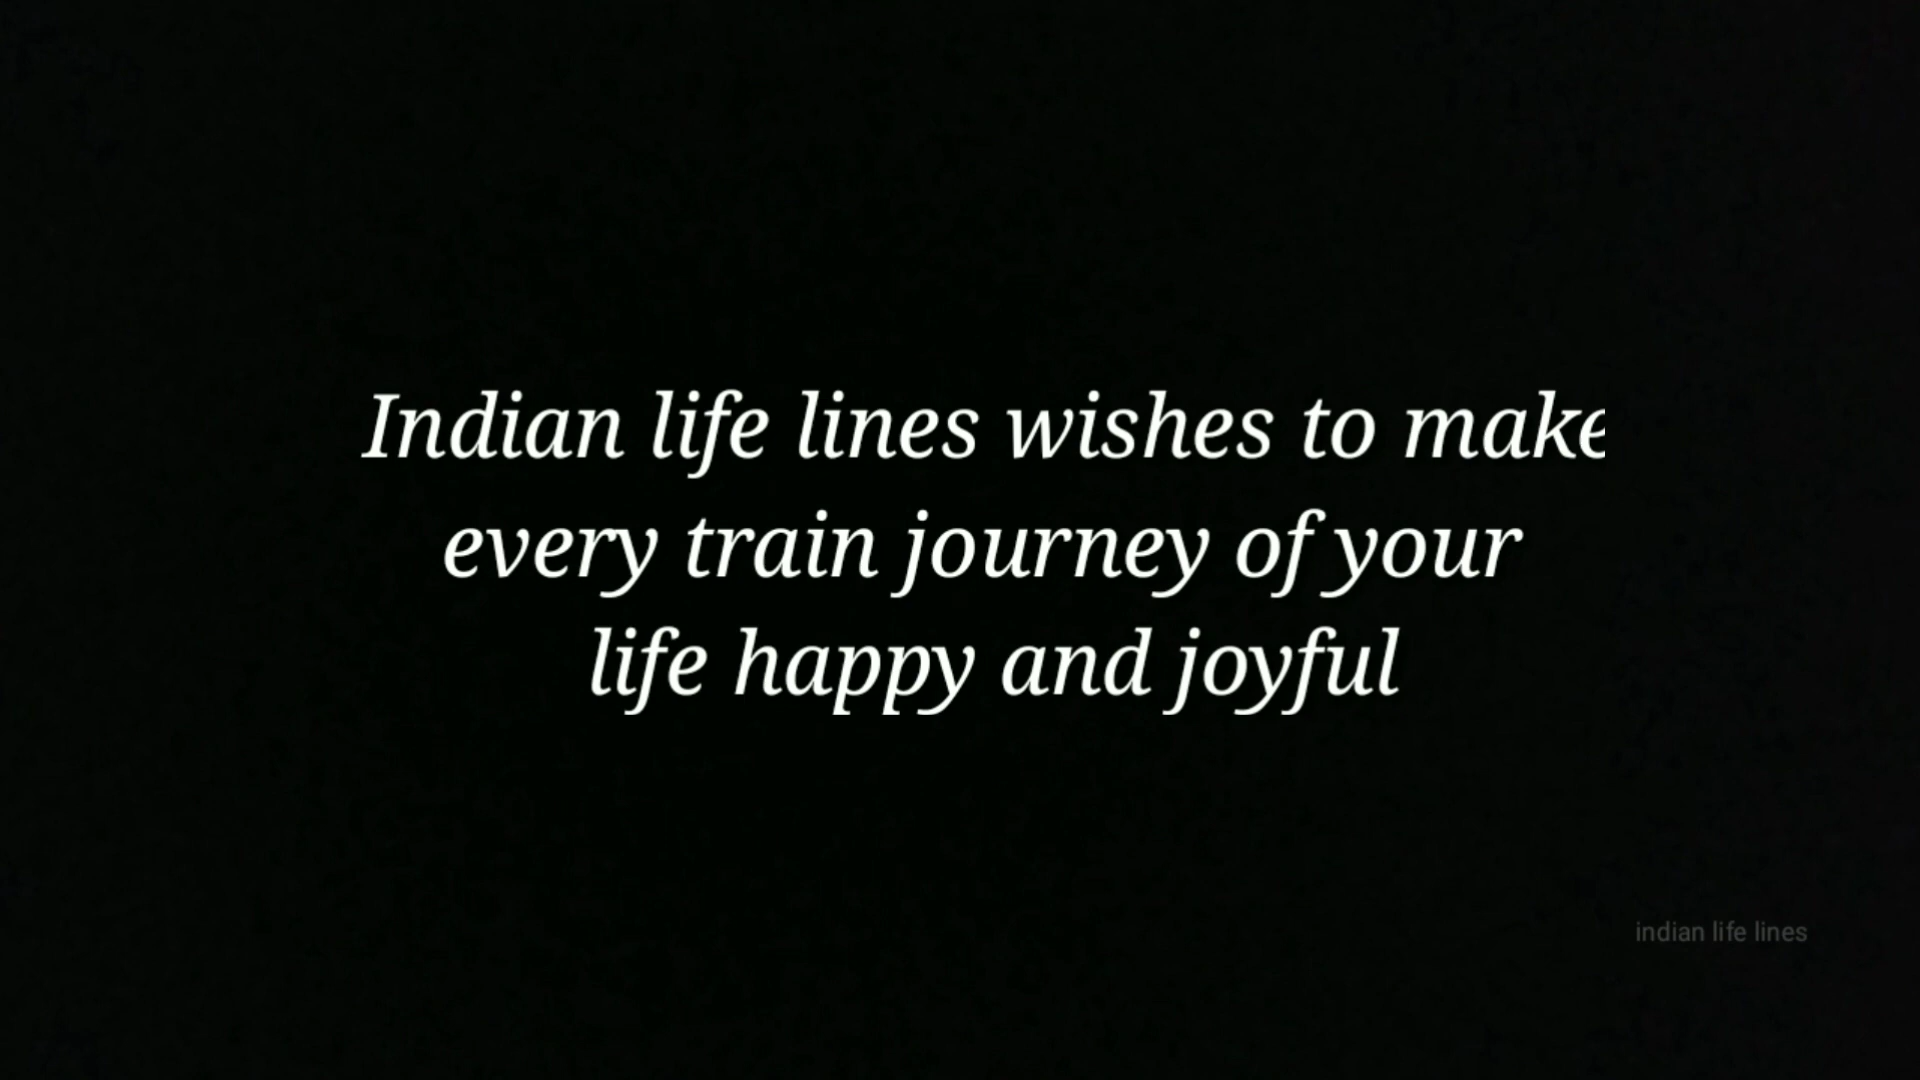 Indian life lines wishes to make
every train journey of your
life happy and joyful
indian life lines